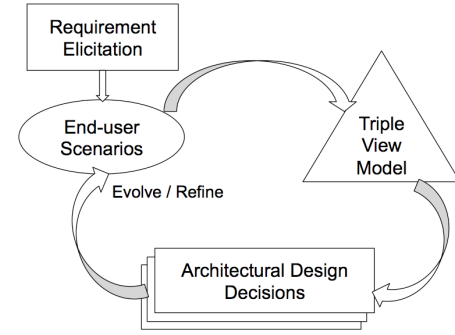 Requirement
Elicitation
End-user
Scenarios
Triple
View
Model
Evolve / Refine
Architectural Design
Decisions